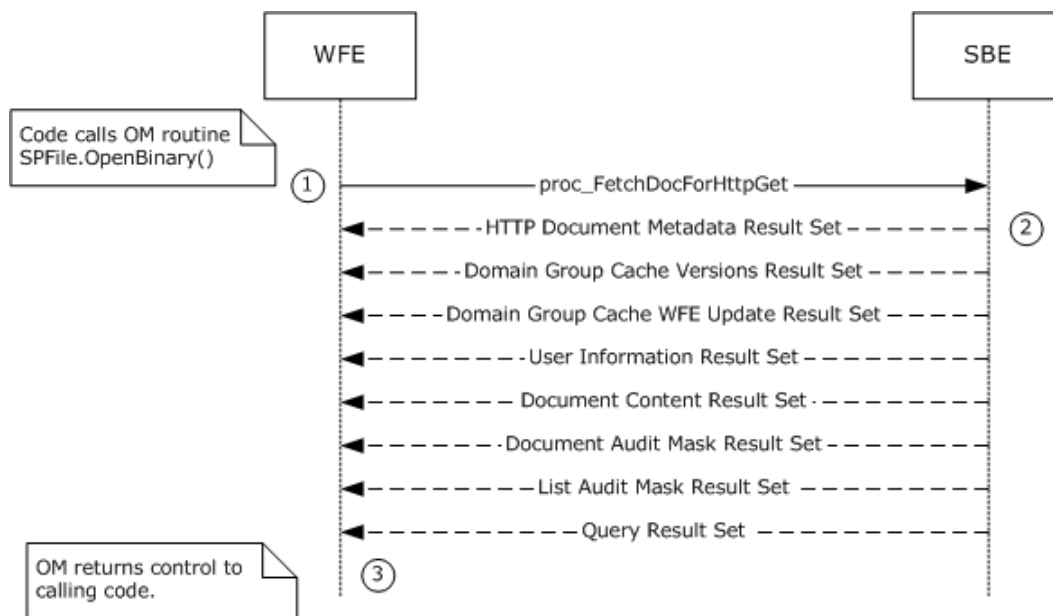 WFE
SBE
Code calls OM routine
SPFile.OpenBinary()
1
proc_FetchDocForHttpGet
HTTP Document Metadata Result Set
2
Domain Group Cache Versions Result Set
Domain Group Cache WFE Update Result Set
User Information Result Set
Document Content Result Set
Document Audit Mask Result Set
List Audit Mask Result Set
Query Result Set
OM returns control to
calling code.
3